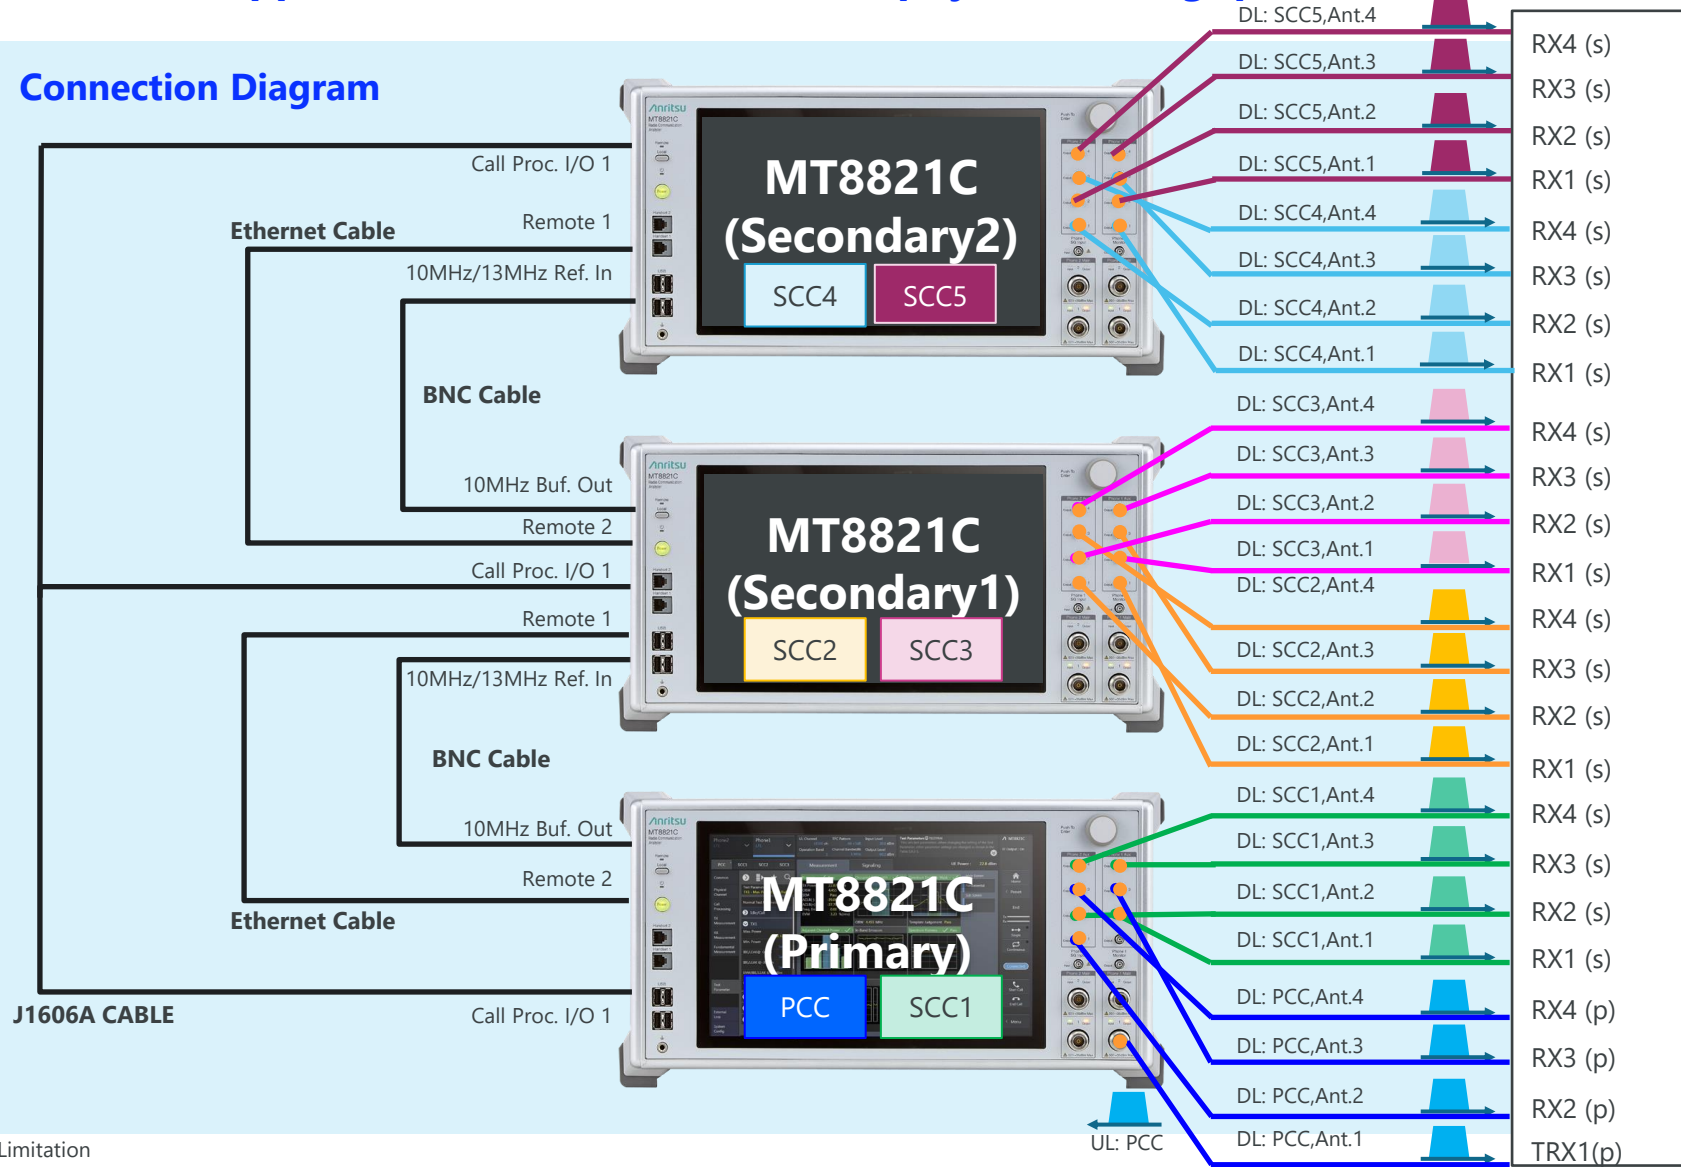 Connection Diagram
Call Proc. I/O 1
Remote 1
Ethernet Cable
10MHz/13MHz Ref. In
BNC Cable
10MHz Buf. Out
Remote 2
Call Proc. I/O 1
Remote 1
10MHz/13MHz Ref. In
BNC Cable
10MHz Buf. Out
Remote 2
Ethernet Cable
J1606A CABLE
Call Proc. I/O 1
Limitation
Anritsu
MT8821C
MT8821C
(Secondary2)
SCC4
SCC5
Anritsu
MT8821C
MT8821C
(Secondary1)
SCC2
SCC3
Anritsu
MT8821C
MT8821C
(Primary)
PCC
SCC1
UL: PCC
DL: SCC5,Ant.4
DL: SCC5,Ant.3
DL: SCC5,Ant.2
DL: SCC5,Ant.1
DL: SCC4,Ant.4
DL: SCC4,Ant.3
DL: SCC4,Ant.2
DL: SCC4,Ant.1
DL: SCC3,Ant.4
DL: SCC3,Ant.3
DL: SCC3,Ant.2
DL: SCC3,Ant.1
DL: SCC2,Ant.4
DL: SCC2,Ant.3
DL: SCC2,Ant.2
DL: SCC2,Ant.1
DL: SCC1,Ant.4
DL: SCC1,Ant.3
DL: SCC1,Ant.2
DL: SCC1,Ant.1
DL: PCC,Ant.4
DL: PCC,Ant.3
DL: PCC,Ant.2
DL: PCC,Ant.1
RX4 (s)
RX3 (s)
RX2 (s)
RX1 (s)
RX4 (s)
RX3 (s)
RX2 (s)
RX1 (s)
RX4 (s)
RX3 (s)
RX2 (s)
RX1 (s)
RX4 (s)
RX3 (s)
RX2 (s)
RX1 (s)
RX4 (s)
RX3 (s)
RX2 (s)
RX1 (s)
RX4 (p)
RX3 (p)
RX2 (p)
TRX1(p)